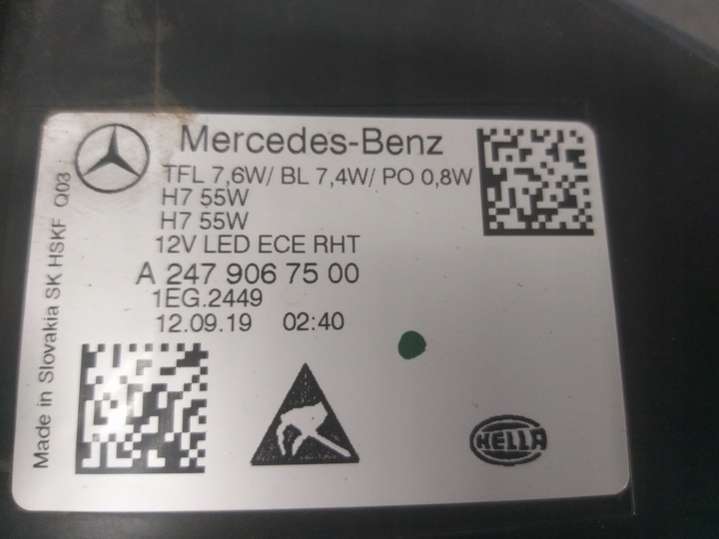 Mercedes-Benz
TFL 7,6W/ BL 7,4W/ PO 0,8W
H7 55W
H7 55W
12V LED ECE RHT
A 247 906 75 00
1EG.2449
12.09.19 02:40
Made in Slovakia SK HSKF Q03
HELLA